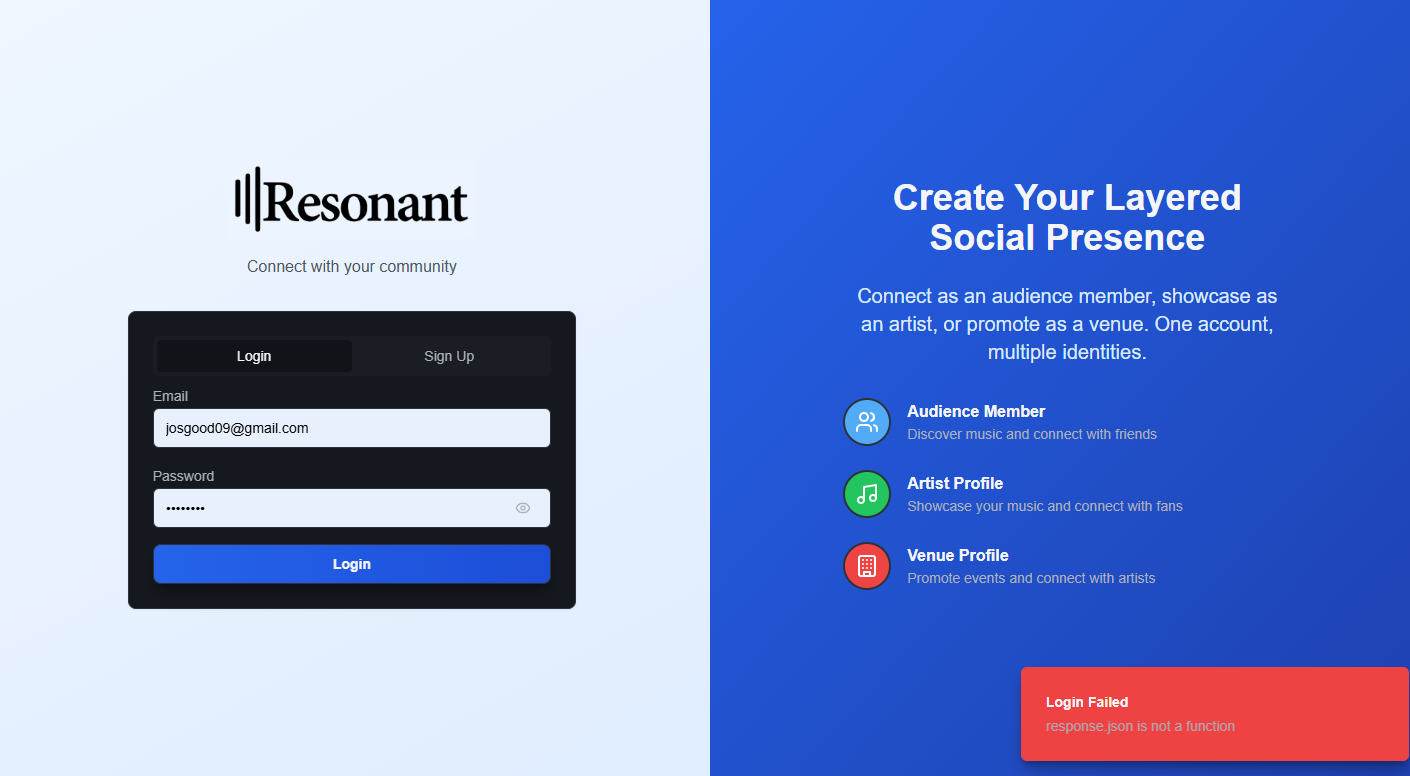 Resonant
Connect with your community
Login
Sign Up
Email
josgood09@gmail.com
Password
••••••••
Login
Create Your Layered
Social Presence
Connect as an audience member, showcase as
an artist, or promote as a venue. One account,
multiple identities.
Audience Member
Discover music and connect with friends
Artist Profile
Showcase your music and connect with fans
Venue Profile
Promote events and connect with artists
Login Failed
response.json is not a function